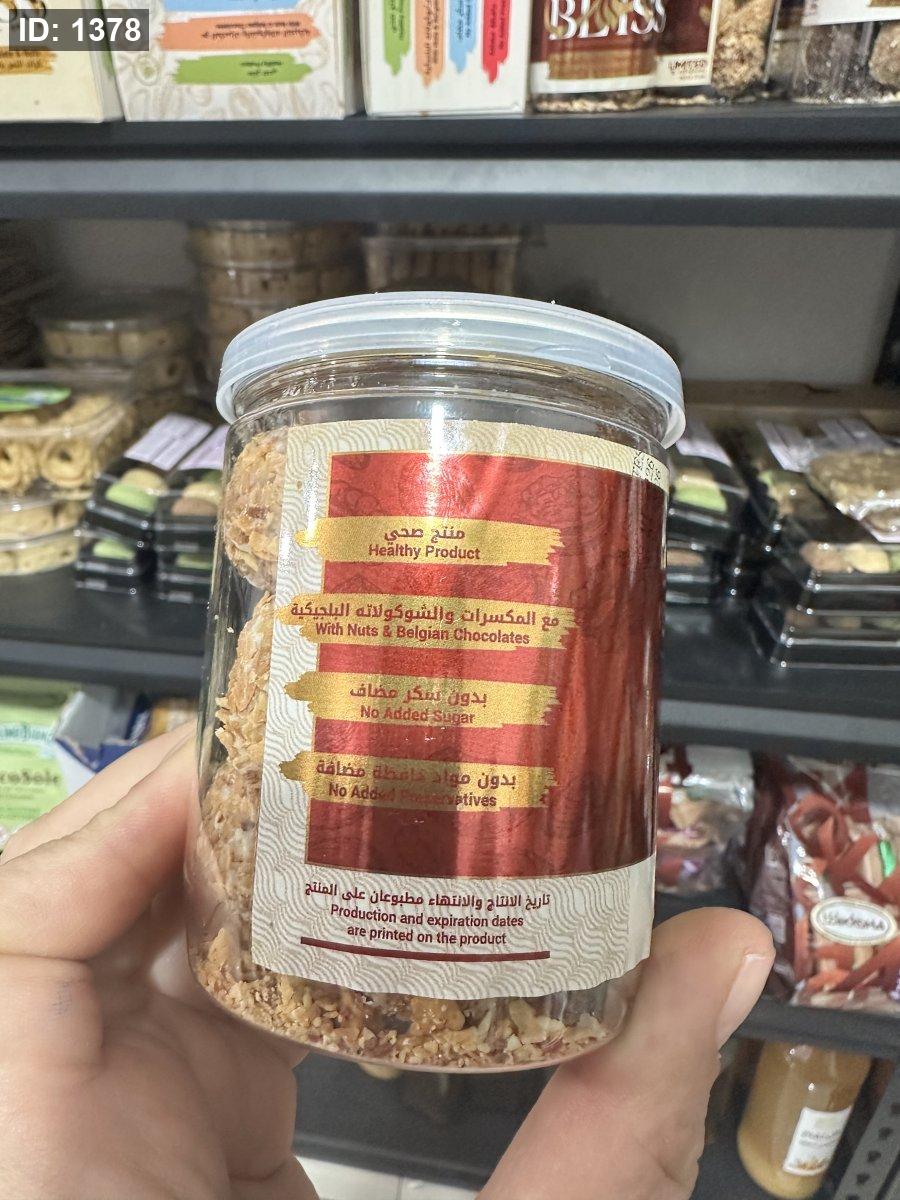 ID: 1378
BLISS
منتج صحي
Healthy Product
مع المكسرات والشوكولاته البلجيكية
With Nuts & Belgian Chocolates
بدون سكر مضاف
No Added Sugar
بدون مواد حافظة مضافة
No Added Preservatives
تاريخ الانتاج والانتهاء مطبوعان على المنتج
Production and expiration dates
are printed on the product